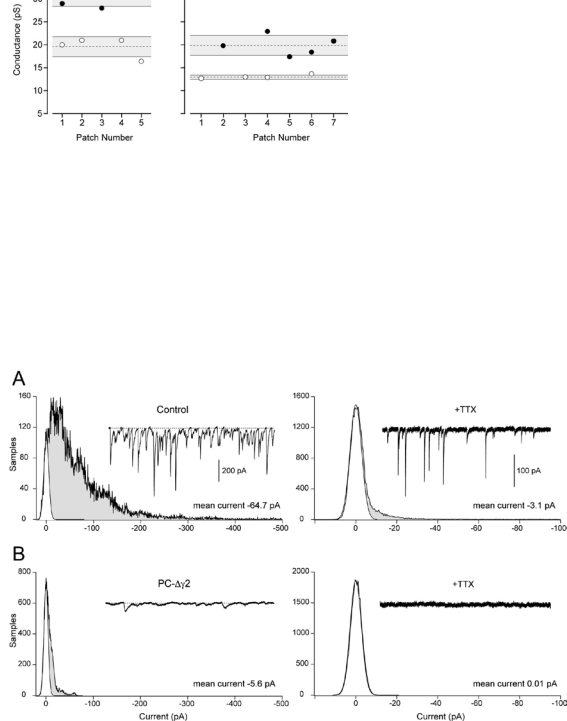 Conductance (pS)
25
20
15
10
5
1 2 3 4 5
Patch Number
1 2 3 4 5 6 7
Patch Number
A
160
120
80
40
0
Samples
Control
200 pA
mean current -64.7 pA
0 -100 -200 -300 -400 -500
1600
1200
800
400
0
+TTX
100 pA
mean current -3.1 pA
0 -20 -40 -60 -80 -100
B
800
600
400
200
0
Samples
PC-Δγ2
mean current -5.6 pA
0 -100 -200 -300 -400 -500
Current (pA)
2000
1500
1000
500
0
+TTX
mean current 0.01 pA
0 -20 -40 -60 -80 -100
Current (pA)